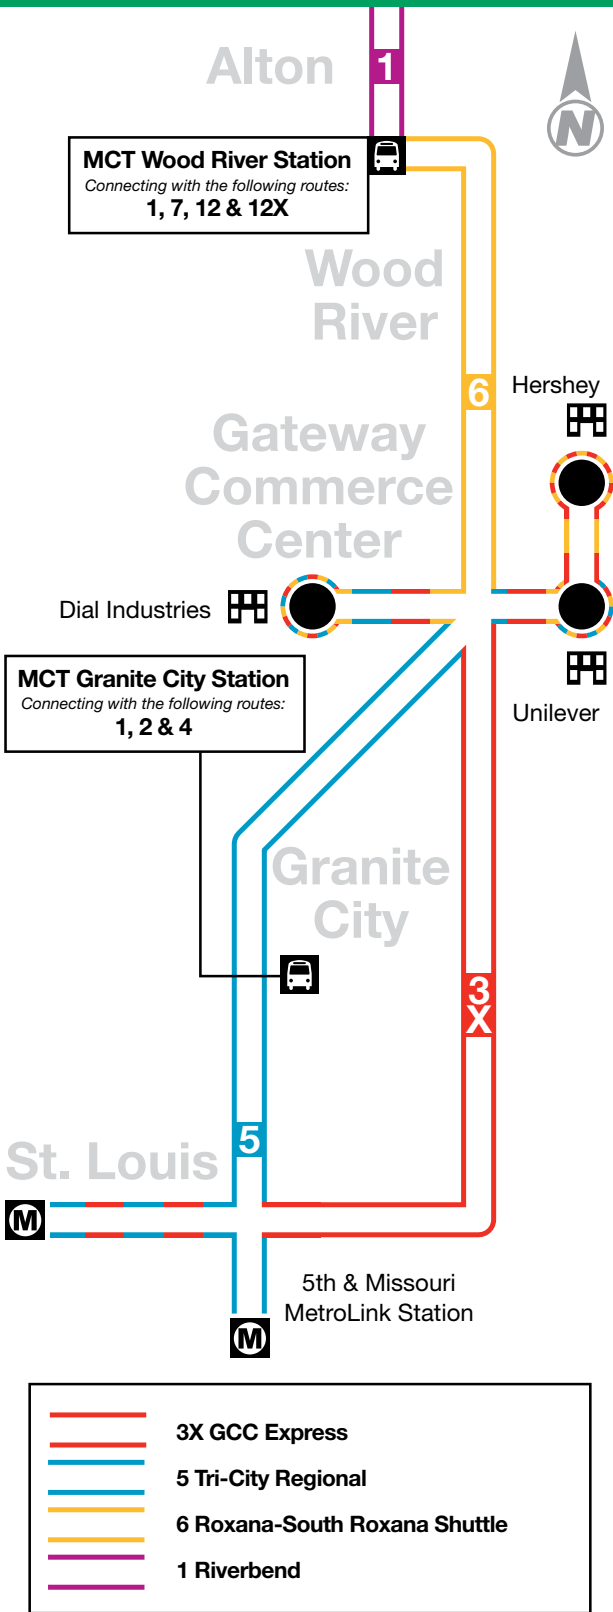 Alton
1
N
MCT Wood River Station
Connecting with the following routes:
1, 7, 12 & 12X
Wood
River
6
Hershey
Gateway
Commerce
Center
Dial Industries
MCT Granite City Station
Connecting with the following routes:
1, 2 & 4
Unilever
Granite
City
3
X
5
St. Louis
M
5th & Missouri
MetroLink Station
M
3X GCC Express
5 Tri-City Regional
6 Roxana-South Roxana Shuttle
1 Riverbend